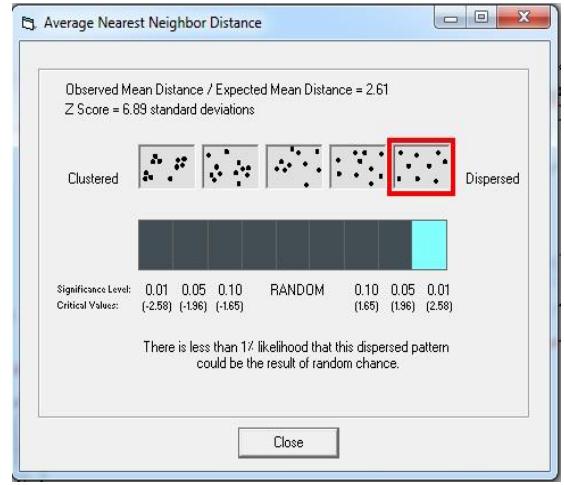 Average Nearest Neighbor Distance
Observed Mean Distance / Expected Mean Distance = 2.61
Z Score = 6.89 standard deviations
Clustered Dispersed
Significance Level: 0.01 0.05 0.10 RANDOM 0.10 0.05 0.01
Critical Values: (-2.58) (-1.96) (-1.65) (1.65) (1.96) (2.58)
There is less than 1% likelihood that this dispersed pattern
could be the result of random chance.
Close